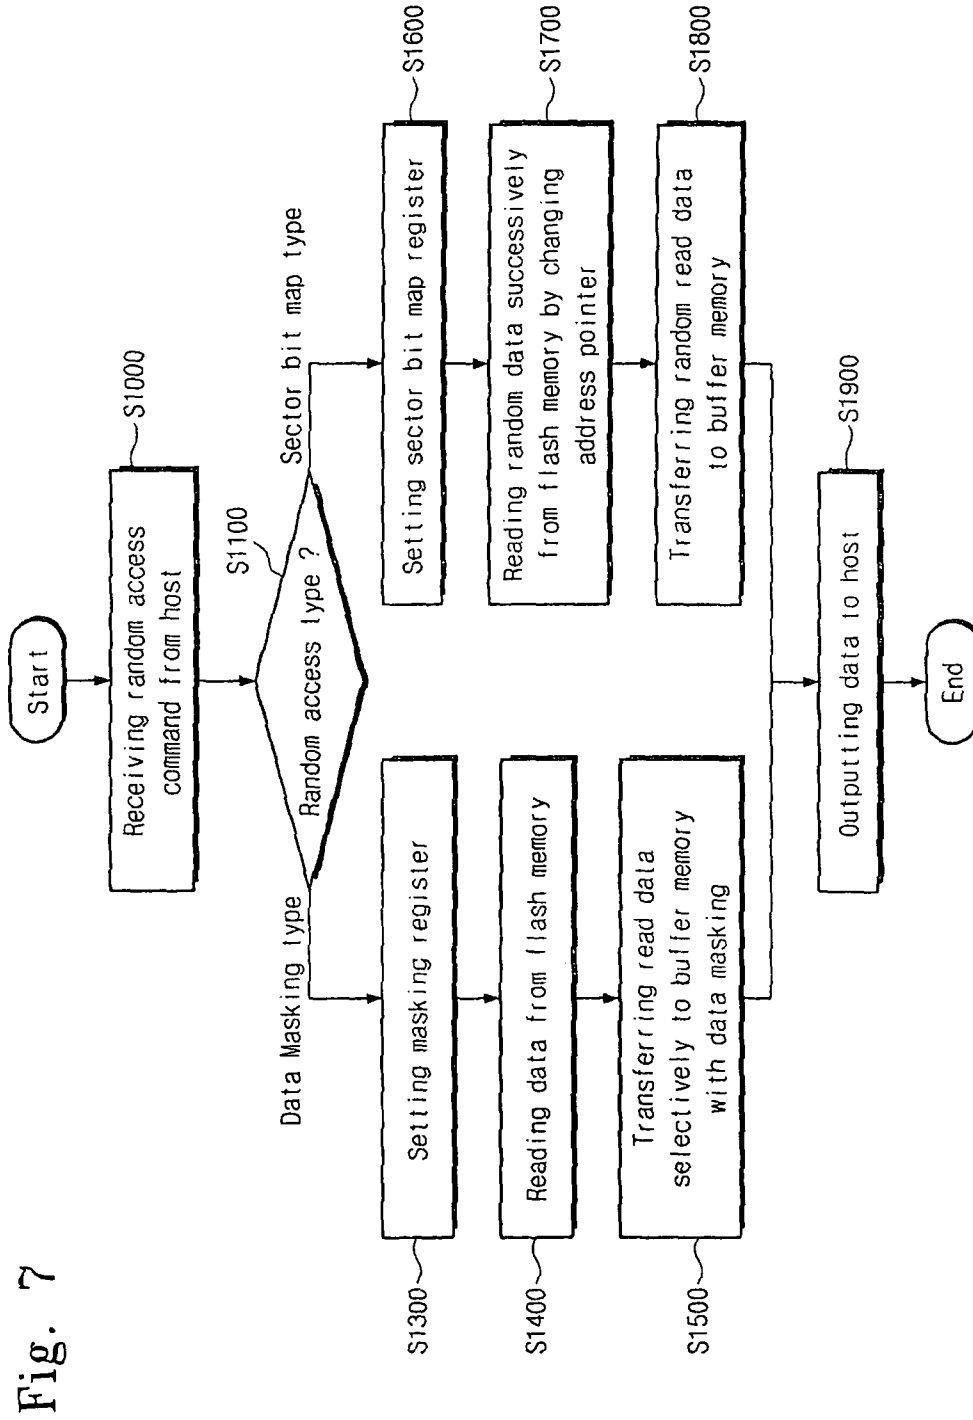 Fig. 7
Start
Receiving random access
command from host
S1000
S1100
Random access type ?
Data Masking type
Sector bit map type
S1300
Setting masking register
S1400
Reading data from flash memory
S1500
Transferring read data
selectively to buffer memory
with data masking
Setting sector bit map register
S1600
Reading random data successively
from flash memory by changing
address pointer
S1700
Transferring random read data
to buffer memory
S1800
Outputting data to host
S1900
End